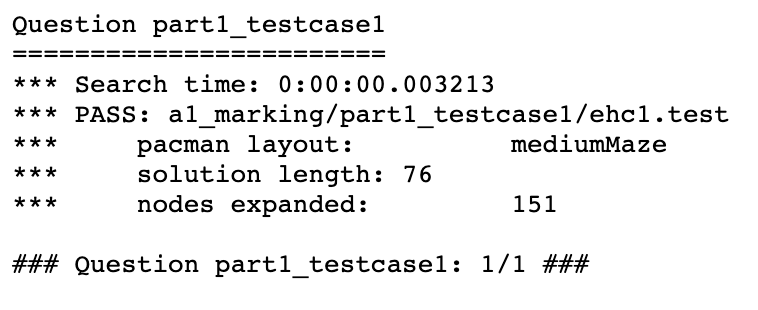 Question part1_testcase1
========================
*** Search time: 0:00:00.003213
*** PASS: a1_marking/part1_testcase1/ehc1.test
***     pacman layout:          mediumMaze
***     solution length: 76
***     nodes expanded:         151
### Question part1_testcase1: 1/1 ###